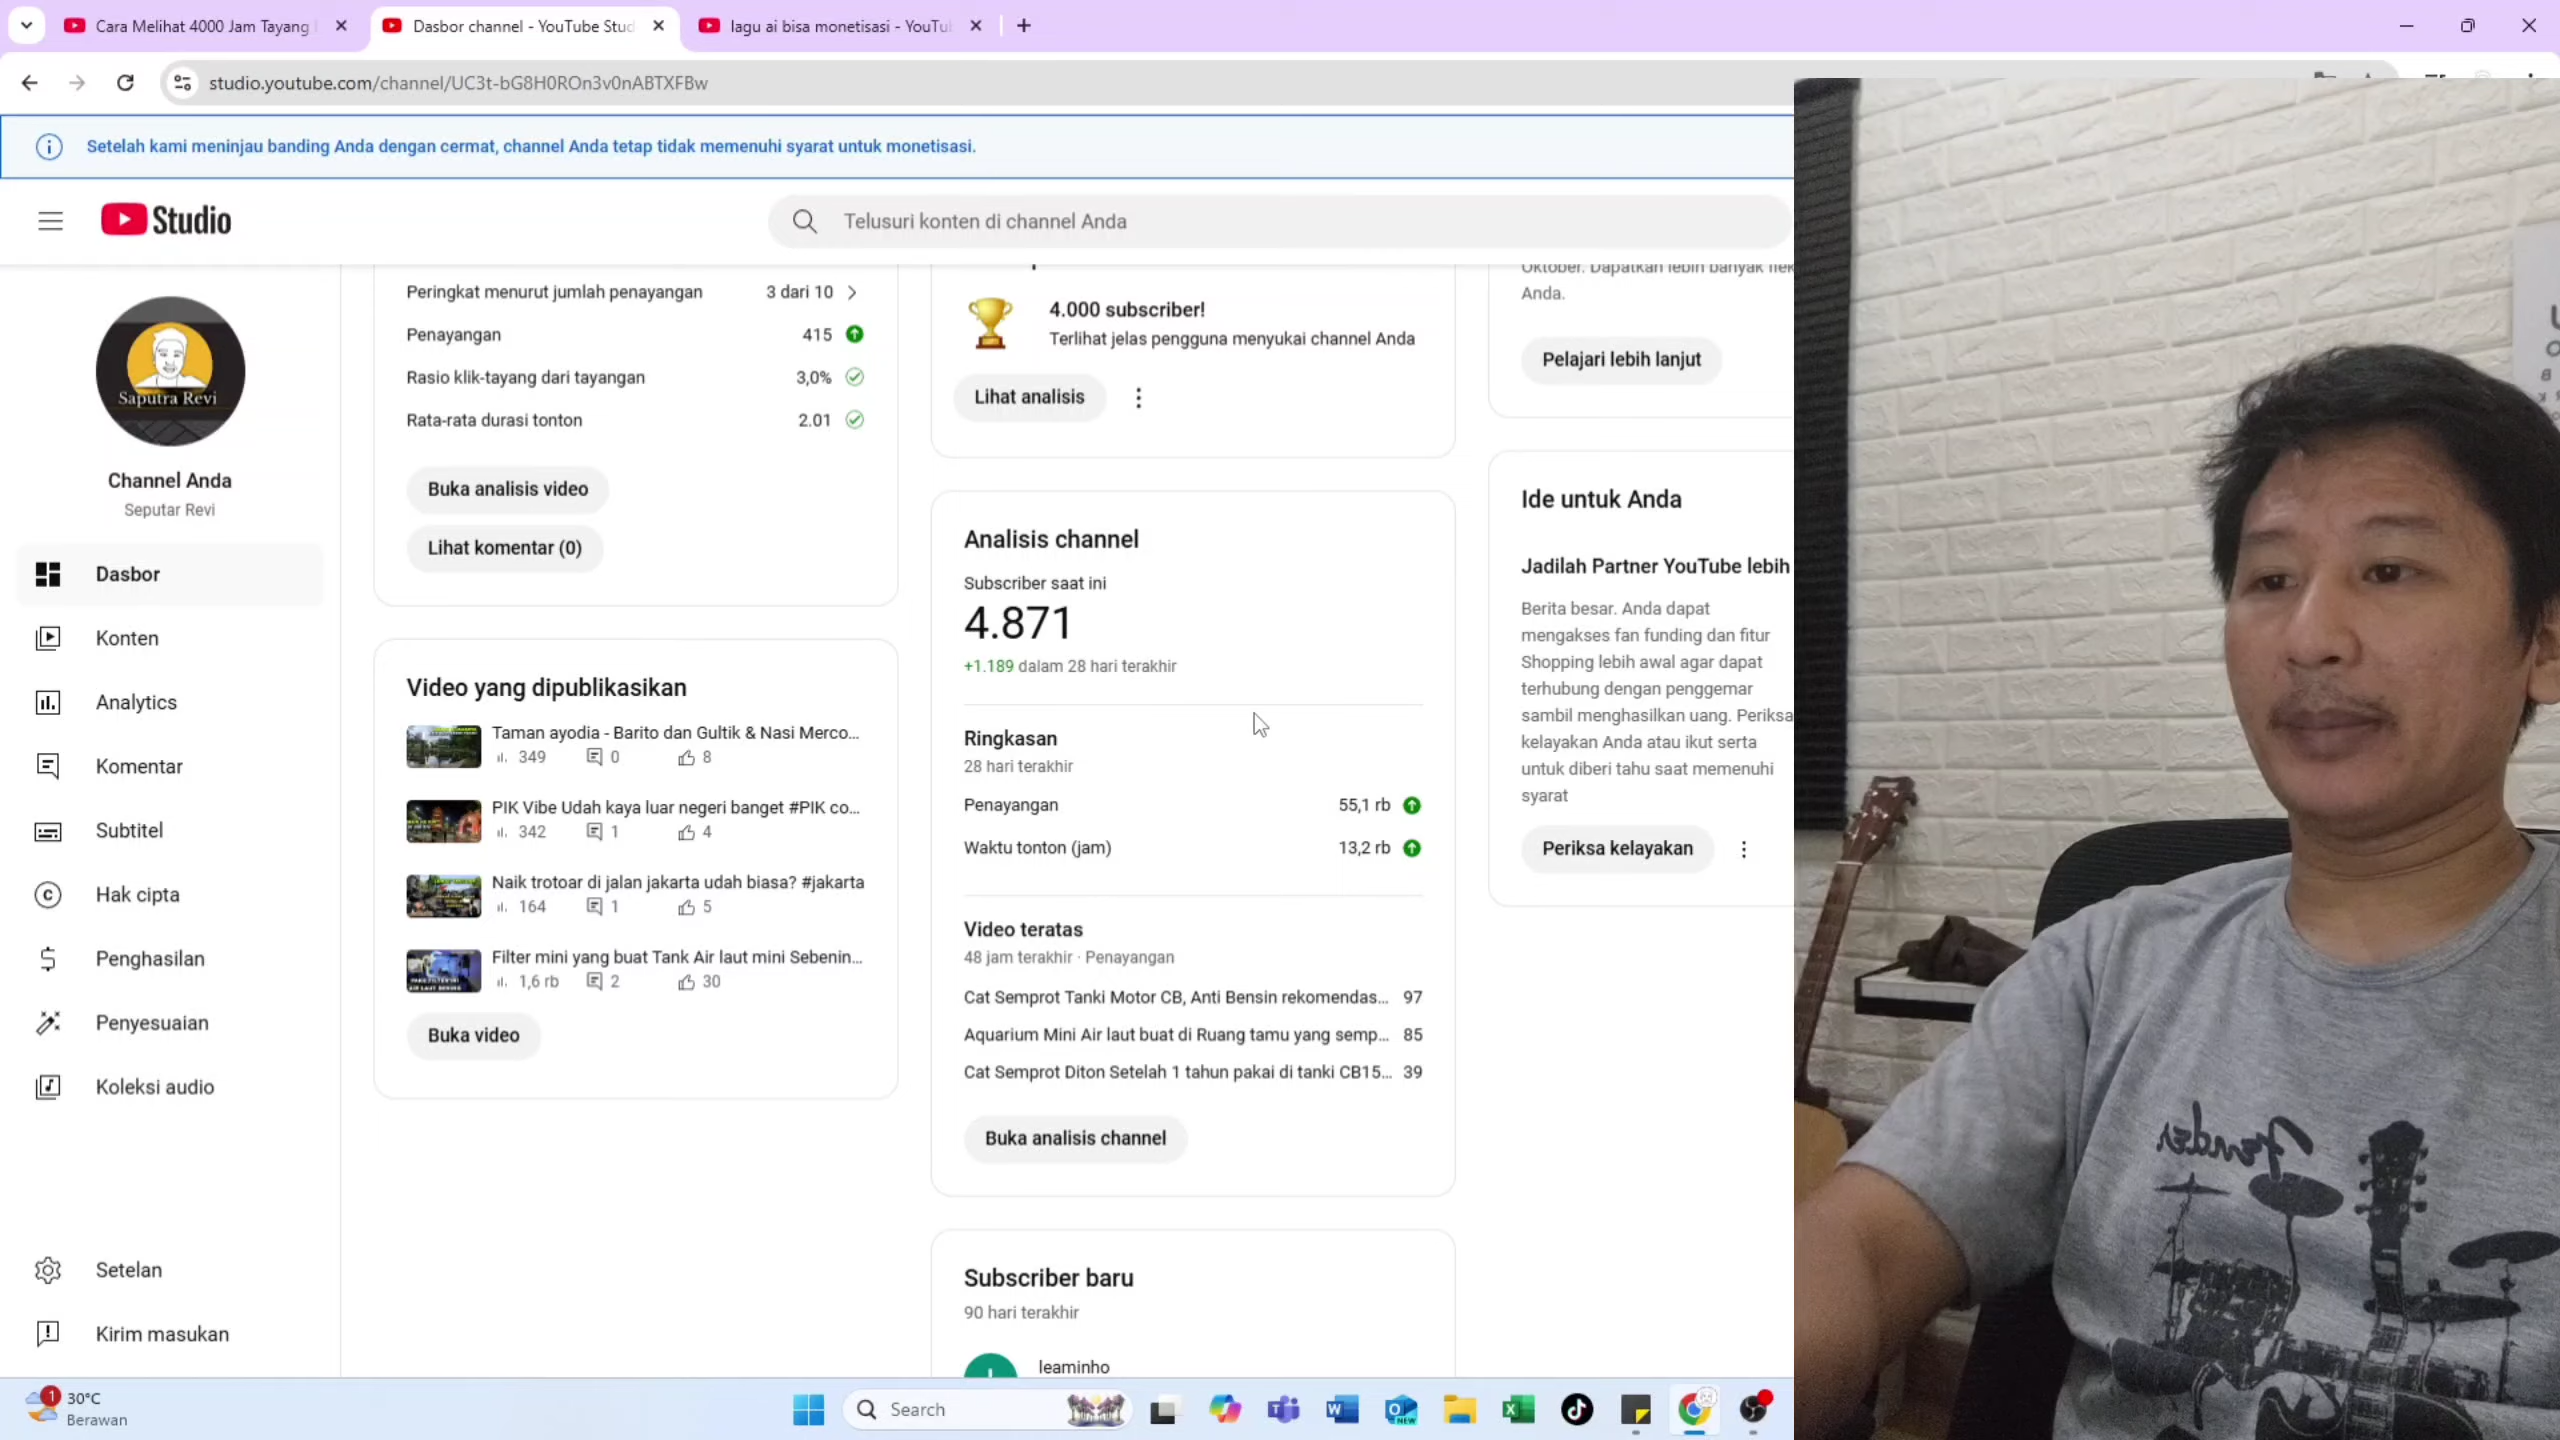 Cara Melihat 4000 Jam Tayang
Dasbor channel - YouTube Stud
lagu ai bisa monetisasi - YouTu
studio.youtube.com/channel/UC3t-bG8H0ROn3v0nABTXFBw
Setelah kami meninjau banding Anda dengan cermat, channel Anda tetap tidak memenuhi syarat untuk monetisasi.
Studio
Telusuri konten di channel Anda
Saputra Revi
Channel Anda
Seputar Revi
Dasbor
Konten
Analytics
Komentar
Subtitel
Hak cipta
Penghasilan
Penyesuaian
Koleksi audio
Setelan
Kirim masukan
Peringkat menurut jumlah penayangan 3 dari 10
Penayangan 415
Rasio klik-tayang dari tayangan 3,0%
Rata-rata durasi tonton 2.01
Buka analisis video
Lihat komentar (0)
Video yang dipublikasikan
Taman ayodia - Barito dan Gultik & Nasi Merco...
349 0 8
PIK Vibe Udah kaya luar negeri banget #PIK co...
342 1 4
Naik trotoar di jalan jakarta udah biasa? #jakarta
164 1 5
Filter mini yang buat Tank Air laut mini Sebenin...
1,6 rb 2 30
Buka video
4.000 subscriber!
Terlihat jelas pengguna menyukai channel Anda
Lihat analisis
Analisis channel
Subscriber saat ini
4.871
+1.189 dalam 28 hari terakhir
Ringkasan
28 hari terakhir
Penayangan 55,1 rb
Waktu tonton (jam) 13,2 rb
Video teratas
48 jam terakhir · Penayangan
Cat Semprot Tanki Motor CB, Anti Bensin rekomendas... 97
Aquarium Mini Air laut buat di Ruang tamu yang semp... 85
Cat Semprot Diton Setelah 1 tahun pakai di tanki CB15... 39
Buka analisis channel
Subscriber baru
90 hari terakhir
leaminho
Oktober. Dapatkan lebih banyak
Anda.
Pelajari lebih lanjut
Ide untuk Anda
Jadilah Partner YouTube lebih
Berita besar. Anda dapat
mengakses fan funding dan fitur
Shopping lebih awal agar dapat
terhubung dengan penggemar
sambil menghasilkan uang. Periksa
kelayakan Anda atau ikut serta
untuk diberi tahu saat memenuhi
syarat
Periksa kelayakan
Fender
1
30°C
Berawan
Search